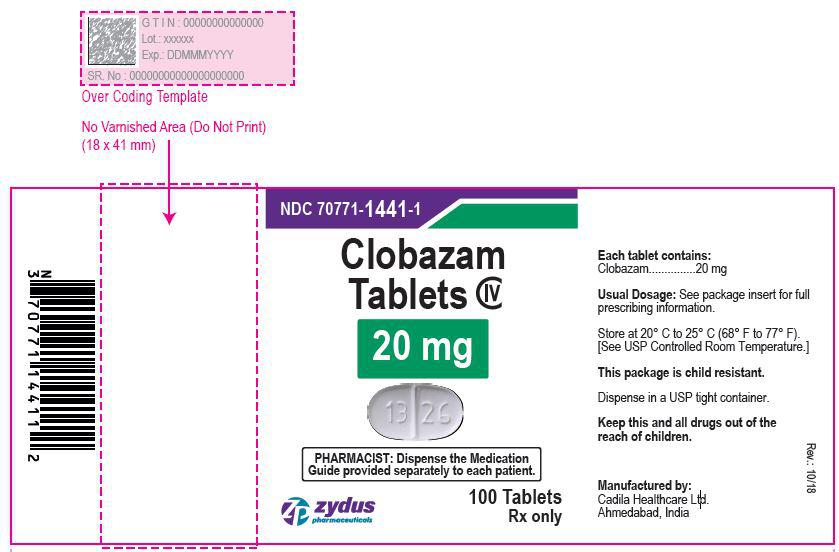 G T I N : 00000000000000
Lot.: xxxxxx
Exp.: DDMMMYYYY
SR. No : 00000000000000000000
Over Coding Template
No Varnished Area (Do Not Print)
(18 x 41 mm)
N
3 70771 14411 2
NDC 70771-1441-1
Clobazam
Tablets CIV
20 mg
13 26
PHARMACIST: Dispense the Medication
Guide provided separately to each patient.
zydus
pharmaceuticals
100 Tablets
Rx only
Each tablet contains:
Clobazam...............20 mg
Usual Dosage: See package insert for full
prescribing information.
Store at 20° C to 25° C (68° F to 77° F).
[See USP Controlled Room Temperature.]
This package is child resistant.
Dispense in a USP tight container.
Keep this and all drugs out of the
reach of children.
Manufactured by:
Cadila Healthcare Ltd.
Ahmedabad, India
Rev.: 10/18